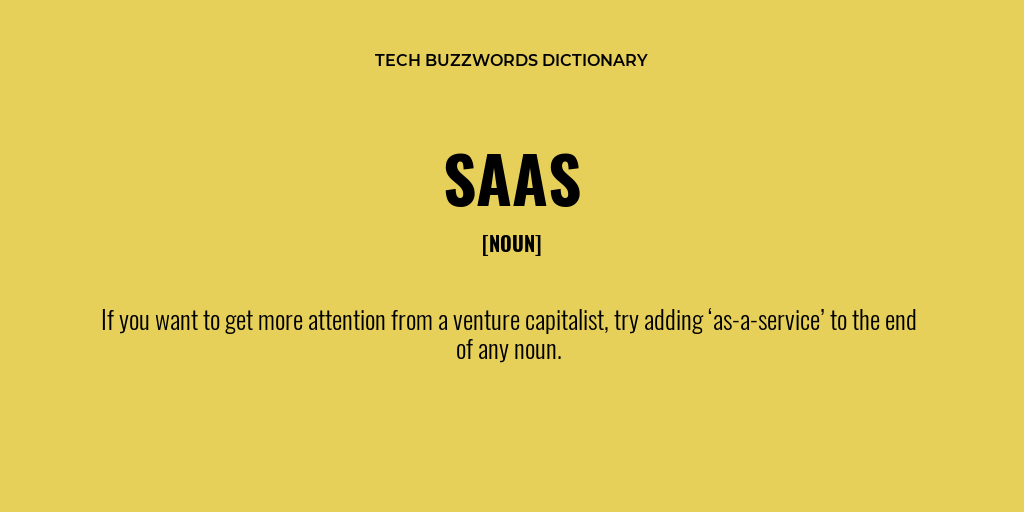 TECH BUZZWORDS DICTIONARY
SAAS
[NOUN]
If you want to get more attention from a venture capitalist, try adding ‘as-a-service’ to the end
of any noun.